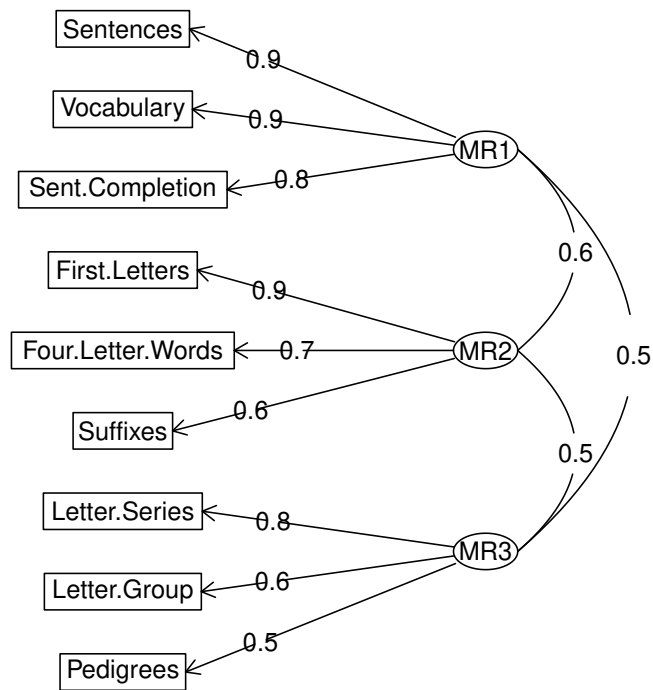 Sentences
0.9
Vocabulary
0.9
MR1
Sent.Completion
0.8
0.6
First.Letters
0.9
Four.Letter.Words
0.7
MR2
0.5
Suffixes
0.6
0.5
Letter.Series
0.8
MR3
Letter.Group
0.6
Pedigrees
0.5